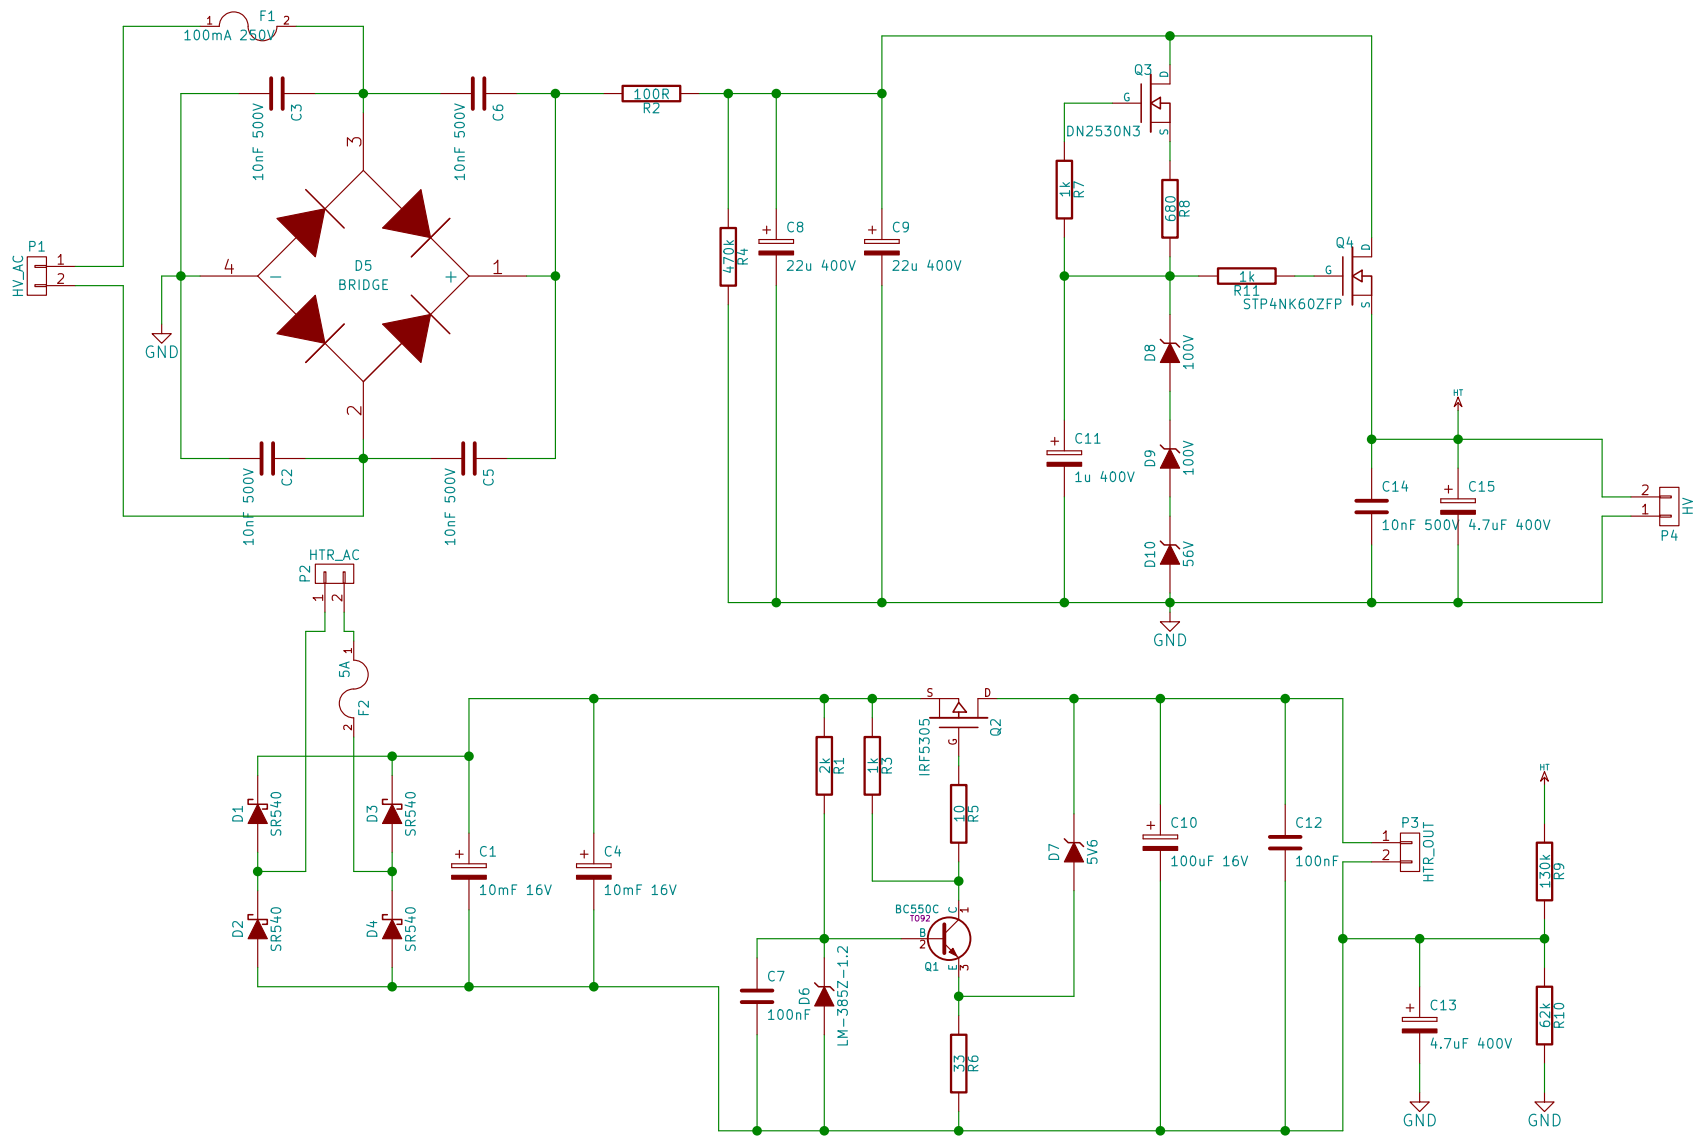 F1
1
2
100mA 250V
C3
10nF 500V
C6
10nF 500V
100R
R2
3
4
1
2
D5
BRIDGE
−
+
P1
HV_AC
1
2
GND
C2
10nF 500V
C5
10nF 500V
470k
R4
+
C8
22u 400V
+
C9
22u 400V
Q3
D
G
S
DN2530N3
1k
R7
680
R8
1k
R11
Q4
D
G
S
STP4NK60ZFP
D8
100V
D9
100V
D10
56V
+
C11
1u 400V
HT
C14
10nF 500V
+
C15
4.7uF 400V
2
1
HV
P4
GND
HTR_AC
P2
1
2
5A
1
2
F2
D1
SR540
D3
SR540
D2
SR540
D4
SR540
+
C1
10mF 16V
+
C4
10mF 16V
2k
R1
1k
R3
S
D
G
IRF5305
Q2
10
R5
BC550C
TO92
B
2
C
1
E
3
Q1
C7
100nF
D6
LM-385Z-1.2
33
R6
D7
5V6
+
C10
100uF 16V
C12
100nF
P3
1
2
HTR_OUT
HT
130k
R9
62k
R10
+
C13
4.7uF 400V
GND
GND